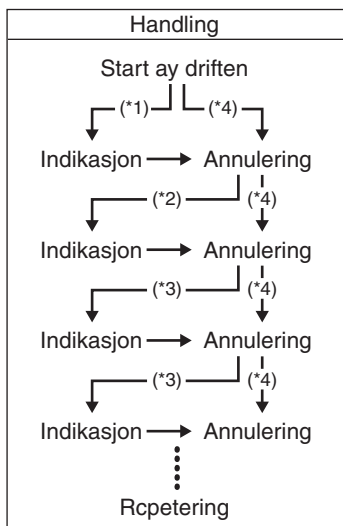 Handling
Start ay driften
(*1) (*4)
Indikasjon Annulering
(*2) (*4)
Indikasjon Annulering
(*3) (*4)
Indikasjon Annulering
(*3) (*4)
Indikasjon Annulering
Rcpetering